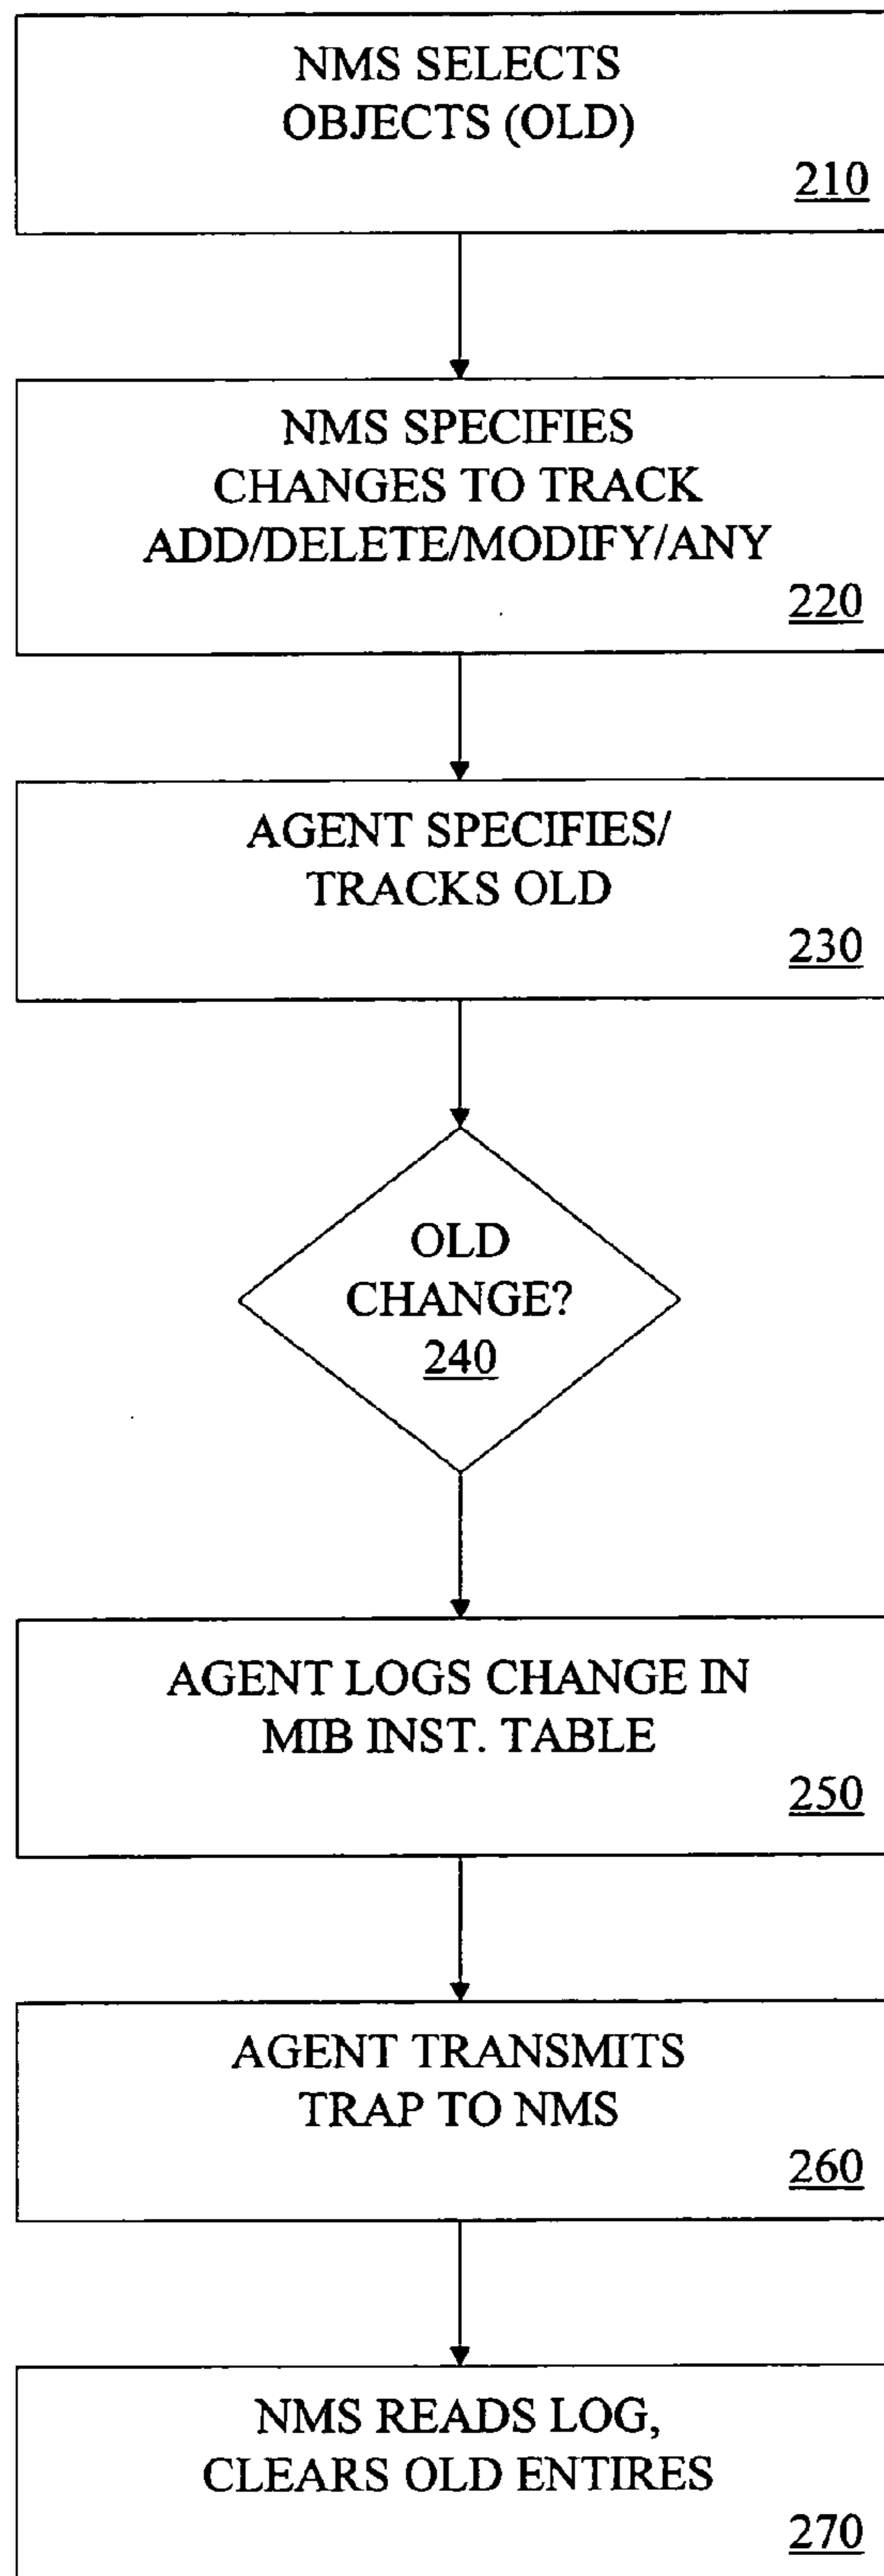 NMS SELECTS
OBJECTS (OLD)
210
NMS SPECIFIES
CHANGES TO TRACK
ADD/DELETE/MODIFY/ANY
220
AGENT SPECIFIES/
TRACKS OLD
230
OLD
CHANGE?
240
AGENT LOGS CHANGE IN
MIB INST. TABLE
250
AGENT TRANSMITS
TRAP TO NMS
260
NMS READS LOG,
CLEARS OLD ENTIRES
270